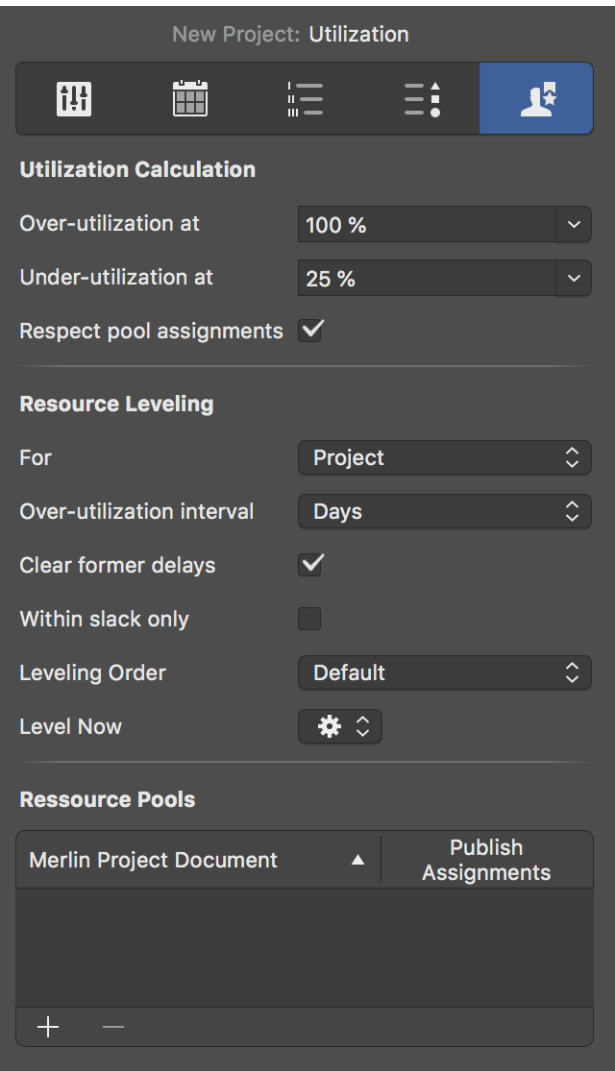 New Project: Utilization
Utilization Calculation
Over-utilization at
100 %
Under-utilization at
25 %
Respect pool assignments
Resource Leveling
For
Project
Over-utilization interval
Days
Clear former delays
Within slack only
Leveling Order
Default
Level Now
Ressource Pools
Merlin Project Document
Publish
Assignments